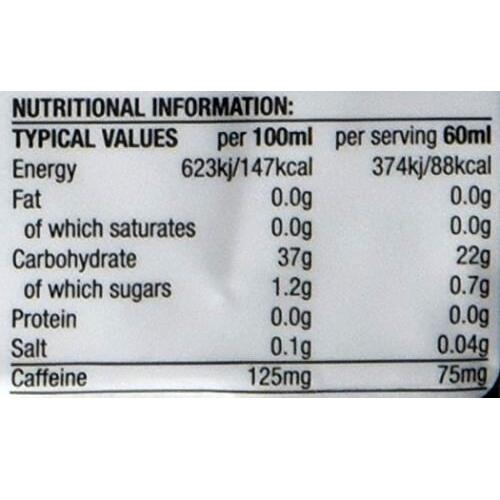 NUTRITIONAL INFORMATION:
TYPICAL VALUES per 100ml per serving 60ml
Energy 623kj/147kcal 374kj/88kcal
Fat 0.0g 0.0g
of which saturates 0.0g 0.0g
Carbohydrate 37g 22g
of which sugars 1.2g 0.7g
Protein 0.0g 0.0g
Salt 0.1g 0.04g
Caffeine 125mg 75mg